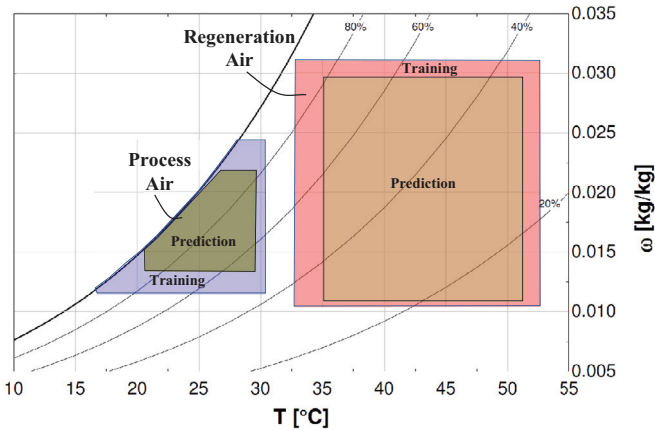 0.035
80%
60%
40%
Regeneration
Air
Training
0.030
0.025
Process
Air
Prediction
0.020
20%
Prediction
0.015
Training
0.010
0.005
10
20
25
30
35
40
45
50
55
T [°C]
ω [kg/kg]